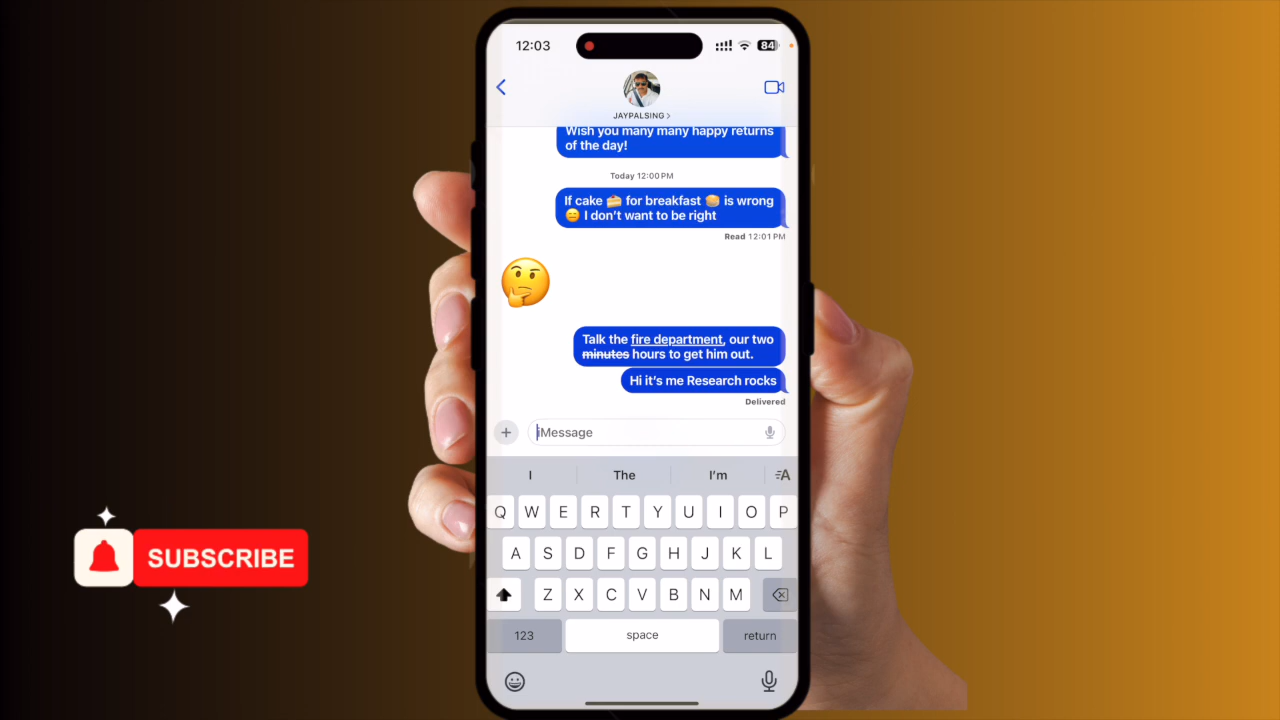 12:03
84
JAYPALSING >
Wish you many many happy returns
of the day!
Today 12:00 PM
If cake 🍰 for breakfast 🥞 is wrong
😄 I don't want to be right
Read 12:01 PM
🤔
Talk the fire department, our two
minutes hours to get him out.
Hi it's me Research rocks
Delivered
iMessage
I The I'm A
Q W E R T Y U I O P
A S D F G H J K L
Z X C V B N M
123 space return
SUBSCRIBE